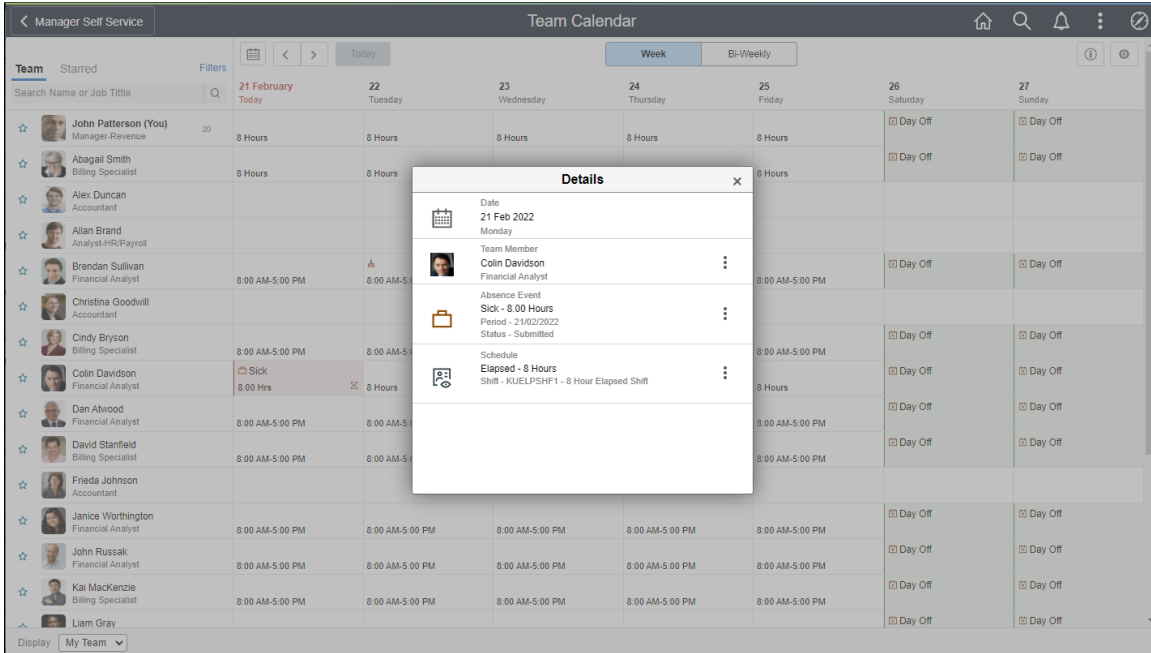 Manager Self Service
Team Calendar
Team Starred Filters
Today
Week Bi-Weekly
Search Name or Job Tittle
21 February 22 23 24 25 26 27
Today Tuesday Wednesday Thursday Friday Saturday Sunday
John Patterson (You) 20 Day Off Day Off
Manager-Revenue 8 Hours 8 Hours 8 Hours 8 Hours 8 Hours
Abagail Smith Day Off Day Off
Billing Specialist 8 Hours 8 Hours 8 Hours
Alex Duncan
Accountant
Allan Brand
Analyst-HR/Payroll
Brendan Sullivan Day Off Day Off
Financial Analyst 8:00 AM-5:00 PM 8:00 AM-5: 8:00 AM-5:00 PM
Christina Goodwill
Accountant
Cindy Bryson Day Off Day Off
Billing Specialist 8:00 AM-5:00 PM 8:00 AM-5: 8:00 AM-5:00 PM
Colin Davidson Sick Day Off Day Off
Financial Analyst 8.00 Hrs 8 Hours 8 Hours
Dan Atwood Day Off Day Off
Financial Analyst 8:00 AM-5:00 PM 8:00 AM-5: 8:00 AM-5:00 PM
David Stanfield Day Off Day Off
Billing Specialist 8:00 AM-5:00 PM 8:00 AM-5: 8:00 AM-5:00 PM
Frieda Johnson
Accountant
Janice Worthington Day Off Day Off
Financial Analyst 8:00 AM-5:00 PM 8:00 AM-5:00 PM 8:00 AM-5:00 PM 8:00 AM-5:00 PM 8:00 AM-5:00 PM
John Russak Day Off Day Off
Financial Analyst 8:00 AM-5:00 PM 8:00 AM-5:00 PM 8:00 AM-5:00 PM 8:00 AM-5:00 PM 8:00 AM-5:00 PM
Kai MacKenzie Day Off Day Off
Billing Specialist 8:00 AM-5:00 PM 8:00 AM-5:00 PM 8:00 AM-5:00 PM 8:00 AM-5:00 PM 8:00 AM-5:00 PM
Liam Gray Day Off Day Off
Display My Team
Details
Date
21 Feb 2022
Monday
Team Member
Colin Davidson
Financial Analyst
Absence Event
Sick - 8.00 Hours
Period - 21/02/2022
Status - Submitted
Schedule
Elapsed - 8 Hours
Shift - KUELPSHF1 - 8 Hour Elapsed Shift